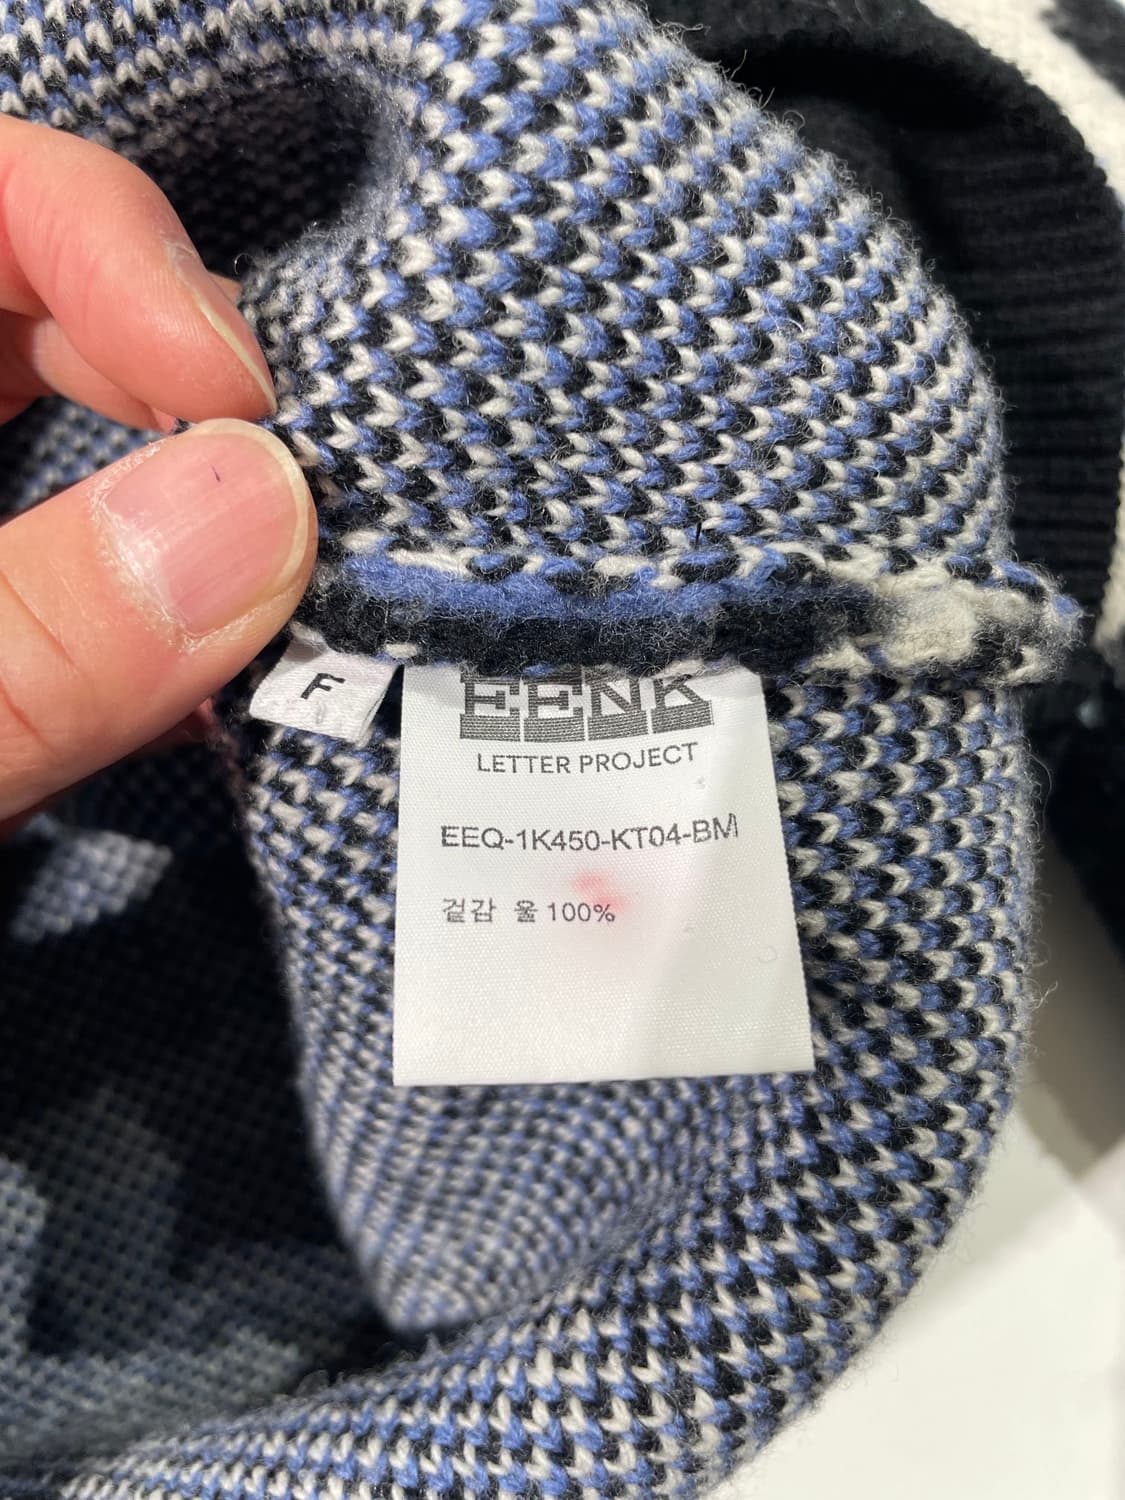 F
EENK
LETTER PROJECT
EEQ-1K450-KT04-BM
겉감 울 100%